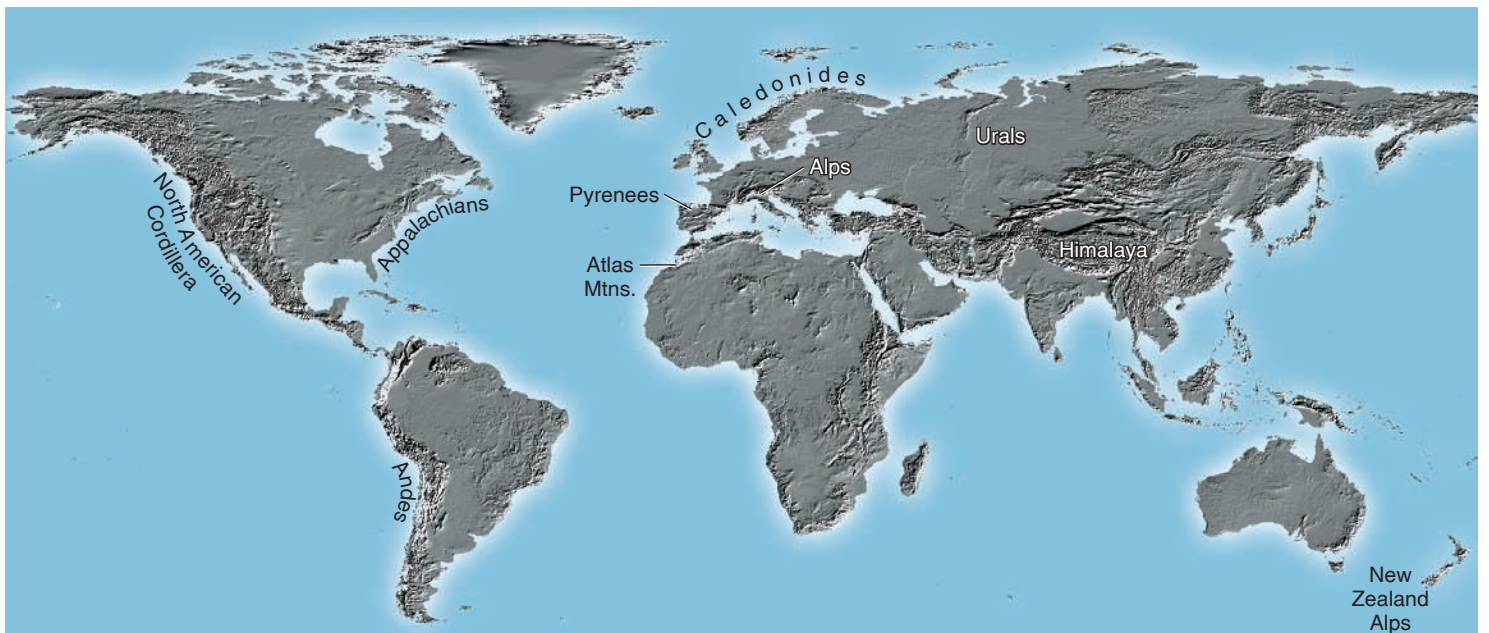 Caledonides
Urals
Alps
Pyrenees
North American
Cordillera
Appalachians
Himalaya
Atlas
Mtns.
Andes
New
Zealand
Alps